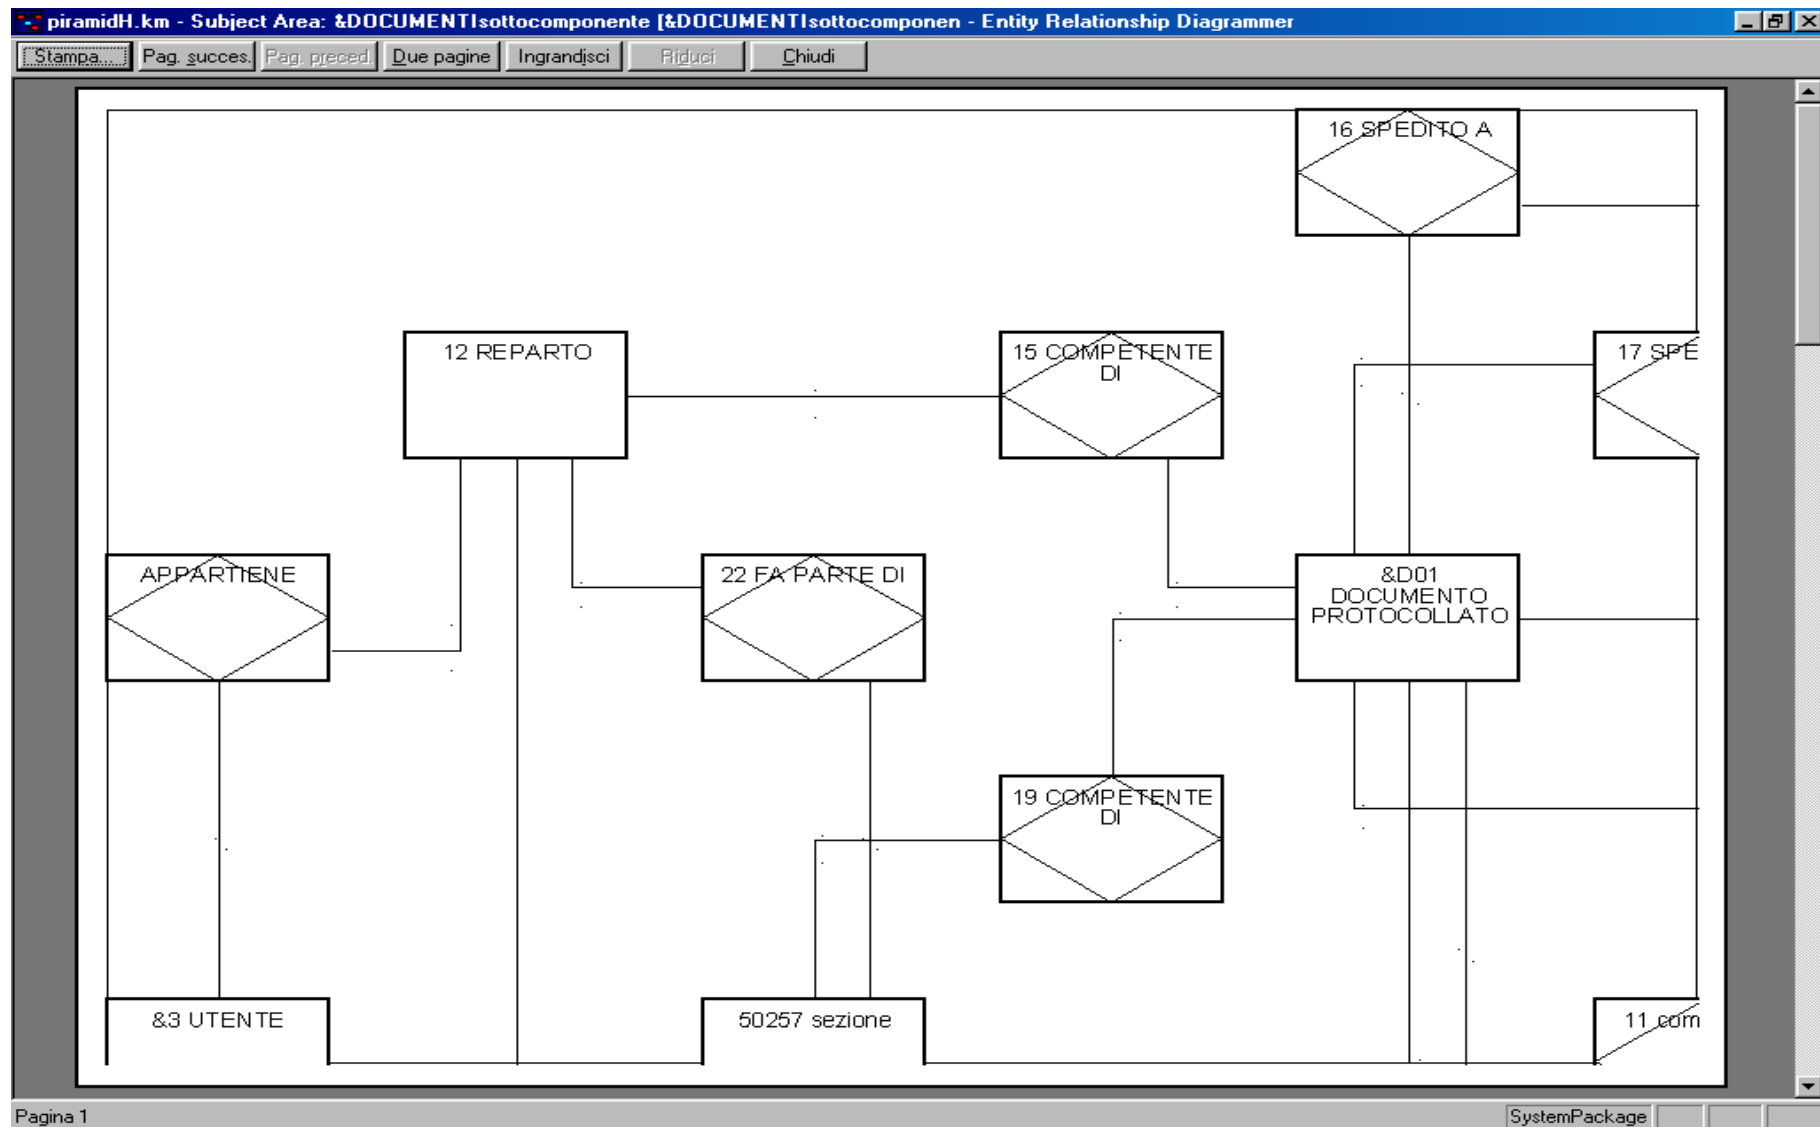 piramidH.km - Subject Area: &DOCUMENTIsottocomponente [&DOCUMENTIsottocomponen - Entity Relationship Diagrammer
Stampa... Pag. succes. Pag. preced. Due pagine Ingrandisci Riduci Chiudi
16 SPEDITO A
12 REPARTO
15 COMPETENTE
DI
17 SPE
APPARTIENE
22 FA PARTE DI
&D01
DOCUMENTO
PROTOCOLLATO
19 COMPETENTE
DI
&3 UTENTE
50257 sezione
11 com
Pagina 1
SystemPackage